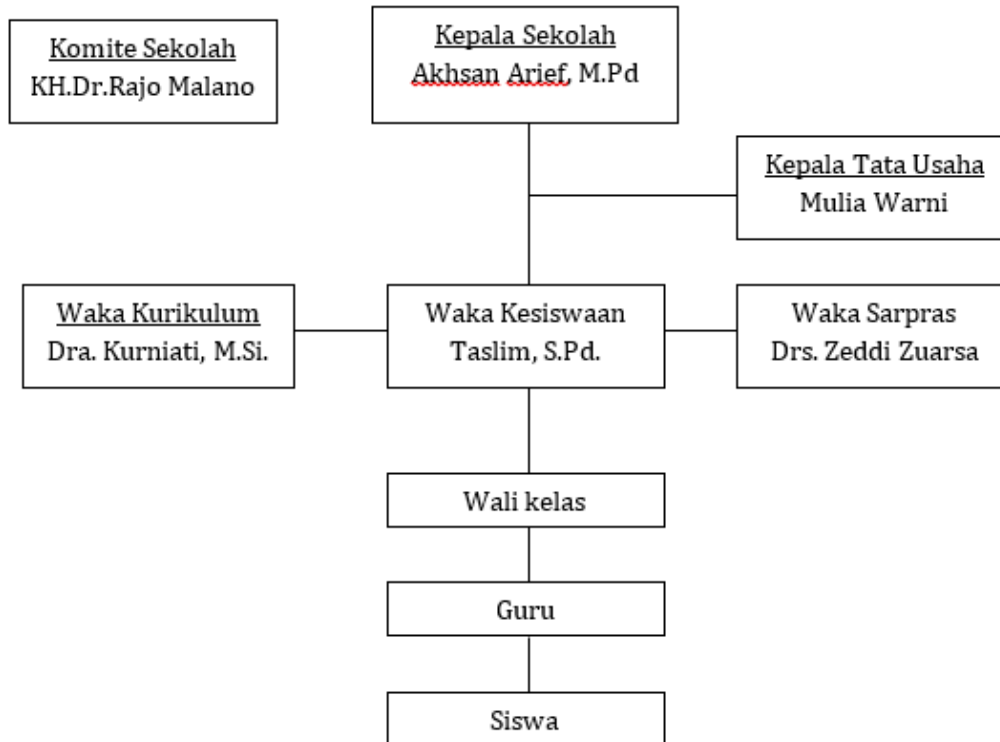 Komite Sekolah
KH.Dr.Rajo Malano
Kepala Sekolah
Akhsan Arief, M.Pd
Kepala Tata Usaha
Mulia Warni
Waka Kurikulum
Dra. Kurniati, M.Si.
Waka Kesiswaan
Taslim, S.Pd.
Waka Sarpras
Drs. Zeddi Zuarsa
Wali kelas
Guru
Siswa